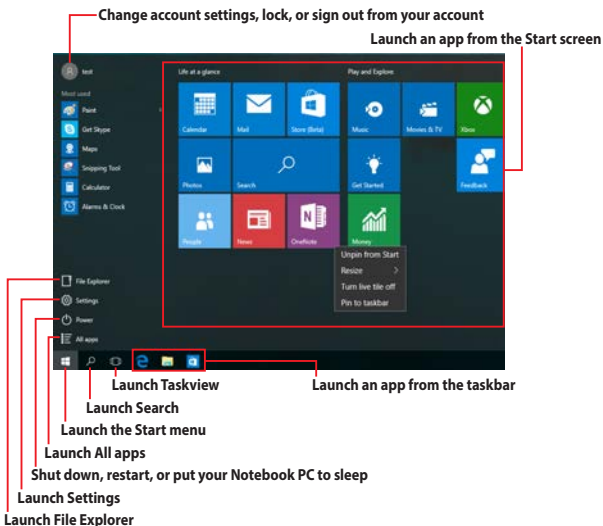 Change account settings, lock, or sign out from your account
Launch an app from the Start screen
test
Life at a glance
Play and Explore
Most used
Paint
Get Skype
Maps
Snipping Tool
Calculator
Alarms & Clock
Calendar
Mail
Store (Beta)
Music
Movies & TV
Xbox
Photos
Search
Get Started
Feedback
People
News
OneNote
Money
Unpin from Start
Resize
Turn live tile off
Pin to taskbar
File Explorer
Settings
Power
All apps
Launch Taskview
Launch an app from the taskbar
Launch Search
Launch the Start menu
Launch All apps
Shut down, restart, or put your Notebook PC to sleep
Launch Settings
Launch File Explorer